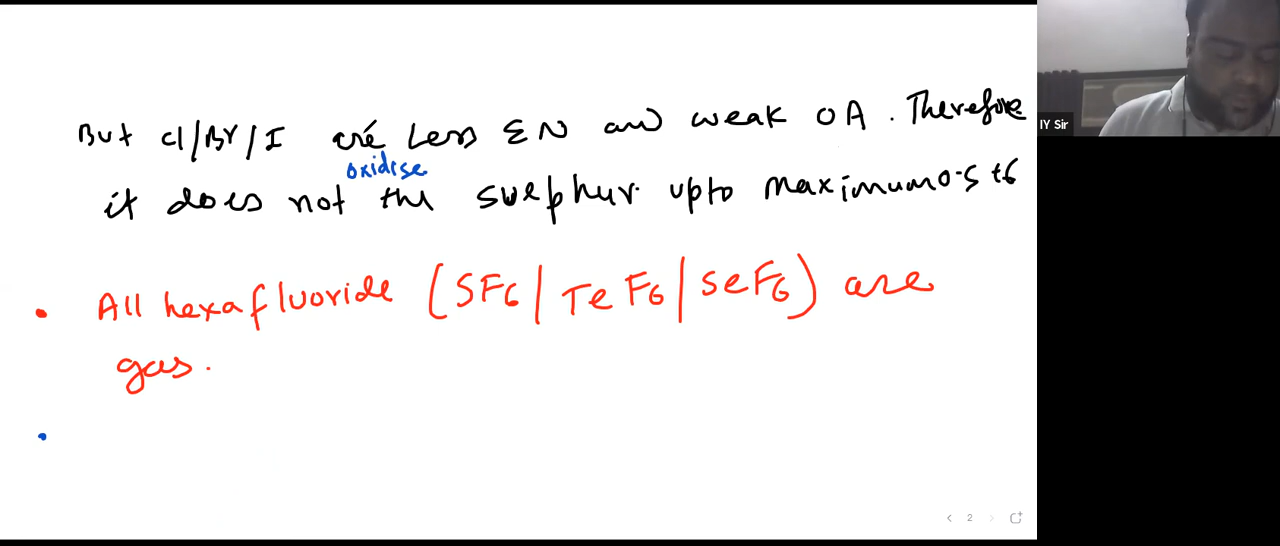 But Cl/Br/I are Less EN and weak OA. Therefore
oxidise
it does not the sulphur upto maximum o.s +6
• All hexafluoride (SF6 | TeF6 | SeF6) are
gas.
IY Sir
2